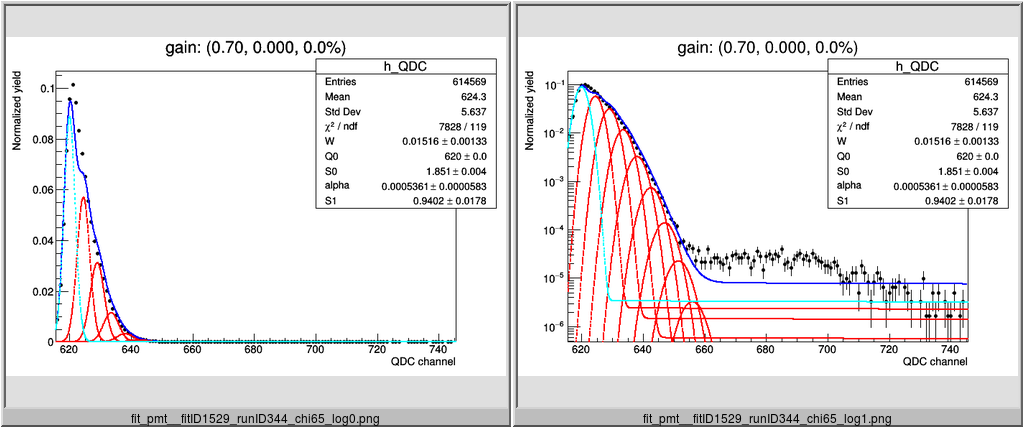 gain: (0.70, 0.000, 0.0%)
h_QDC
Entries 614569
Mean 624.3
Std Dev 5.637
χ² / ndf 7828 / 119
W 0.01516 ± 0.00133
Q0 620 ± 0.0
S0 1.851 ± 0.004
alpha 0.0005361 ± 0.0000583
S1 0.9402 ± 0.0178
Normalized yield
0.1
0.08
0.06
0.04
0.02
0
620 640 660 680 700 720 740
QDC channel
fit_pmt__fitID1529_runID344_chi65_log0.png
gain: (0.70, 0.000, 0.0%)
h_QDC
Entries 614569
Mean 624.3
Std Dev 5.637
χ² / ndf 7828 / 119
W 0.01516 ± 0.00133
Q0 620 ± 0.0
S0 1.851 ± 0.004
alpha 0.0005361 ± 0.0000583
S1 0.9402 ± 0.0178
Normalized yield
10⁻¹
10⁻²
10⁻³
10⁻⁴
10⁻⁵
10⁻⁶
620 640 660 680 700 720 740
QDC channel
fit_pmt__fitID1529_runID344_chi65_log1.png